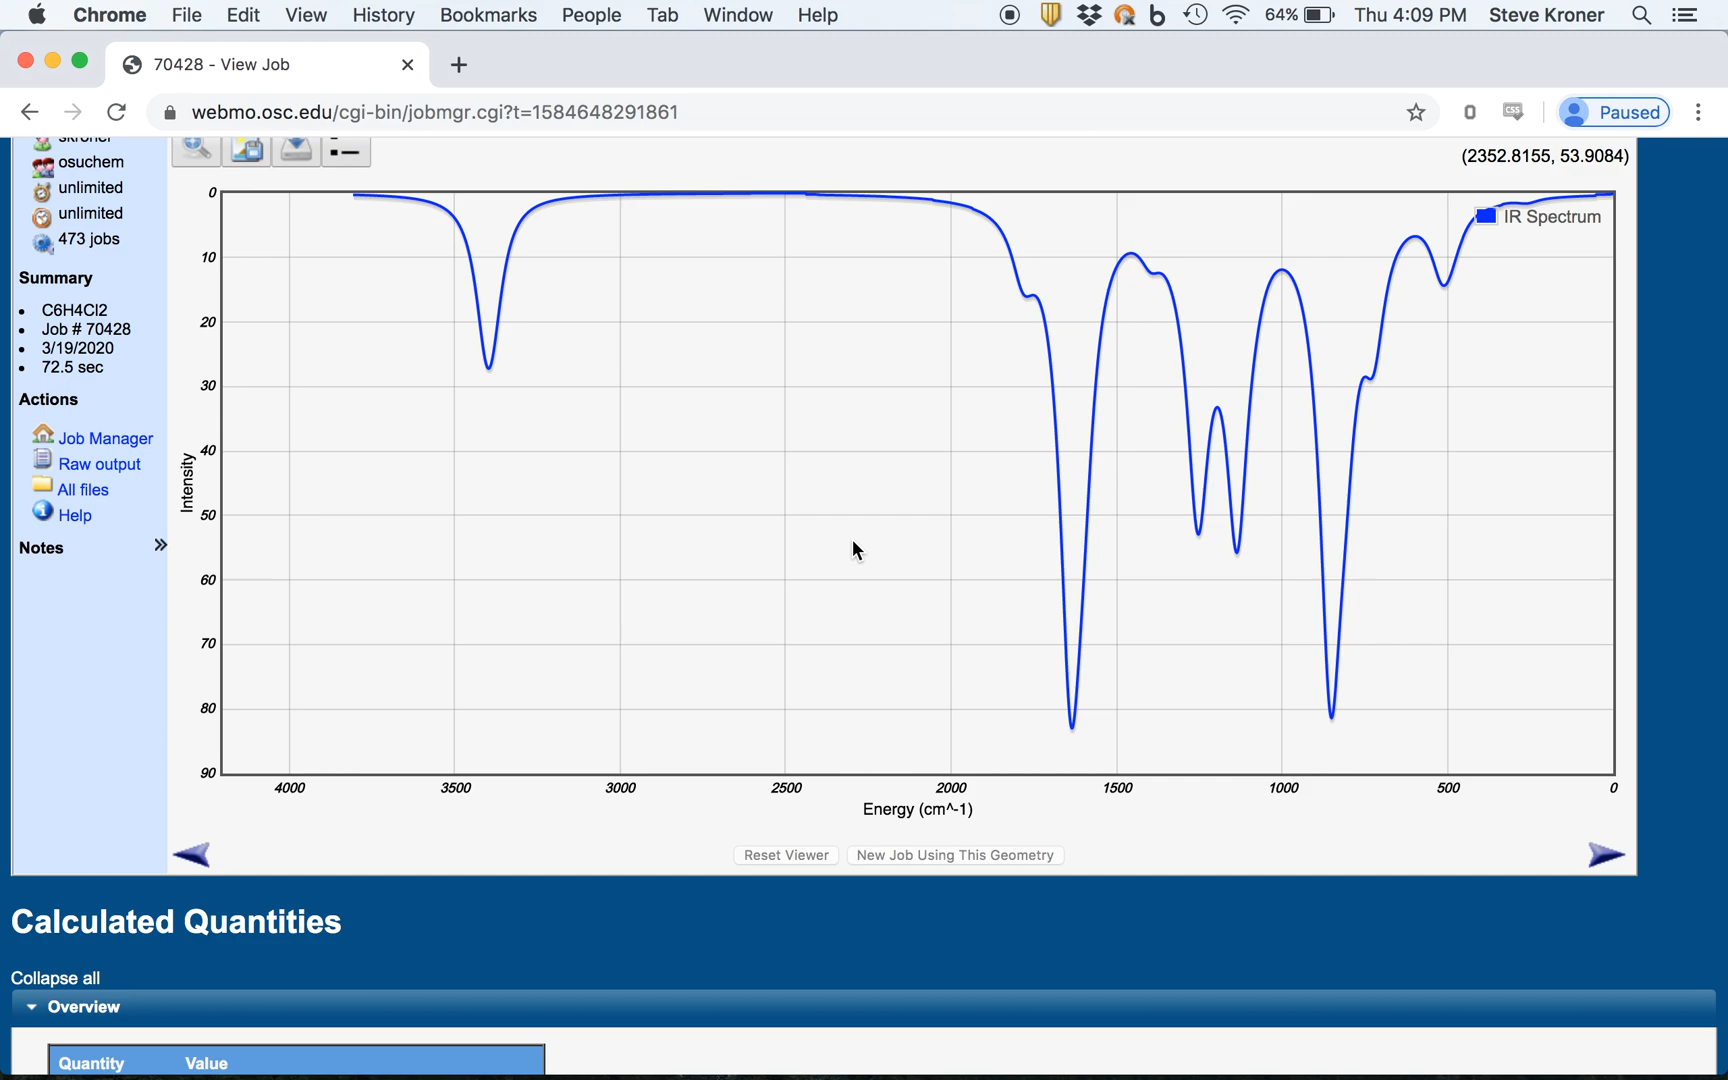 Chrome File Edit View History Bookmarks People Tab Window Help 64% Thu 4:09 PM Steve Kroner
70428 - View Job
webmo.osc.edu/cgi-bin/jobmgr.cgi?t=1584648291861 Paused
skroner
osuchem
unlimited
unlimited
473 jobs
Summary
C6H4Cl2
Job # 70428
3/19/2020
72.5 sec
Actions
Job Manager
Raw output
All files
Help
Notes
(2352.8155, 53.9084)
IR Spectrum
0
10
20
30
40
50
60
70
80
90
Intensity
4000 3500 3000 2500 2000 1500 1000 500 0
Energy (cm^-1)
Reset Viewer New Job Using This Geometry
Calculated Quantities
Collapse all
Overview
Quantity Value